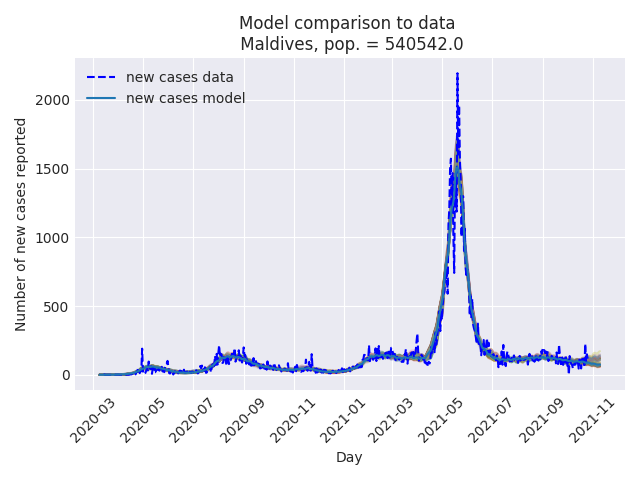 Model comparison to data
Maldives, pop. = 540542.0
new cases data
new cases model
Number of new cases reported
2000
1500
1000
500
0
2020-03
2020-05
2020-07
2020-09
2020-11
2021-01
2021-03
2021-05
2021-07
2021-09
2021-11
Day